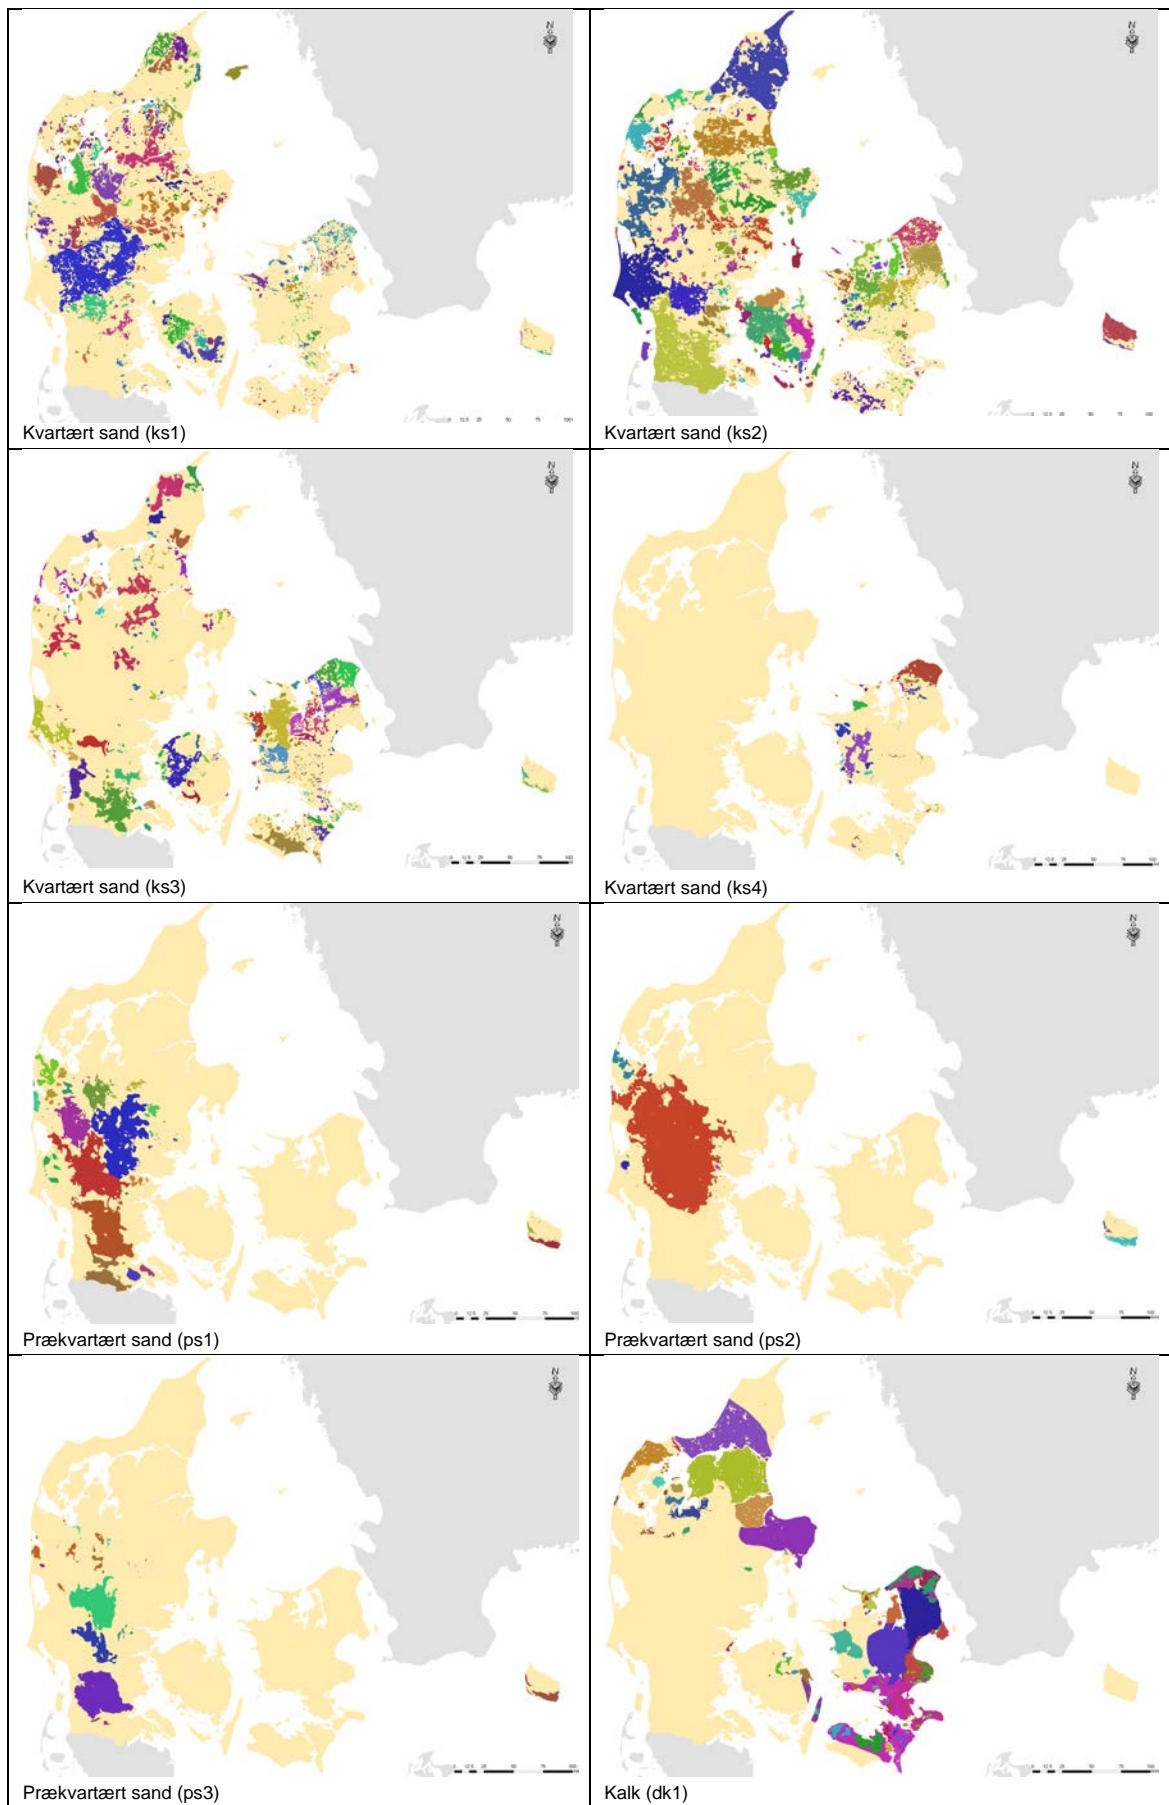 N
N
Kvartært sand (ks1)
Kvartært sand (ks2)
N
N
Kvartært sand (ks3)
Kvartært sand (ks4)
N
N
Prækvartært sand (ps1)
Prækvartært sand (ps2)
N
N
Prækvartært sand (ps3)
Kalk (dk1)